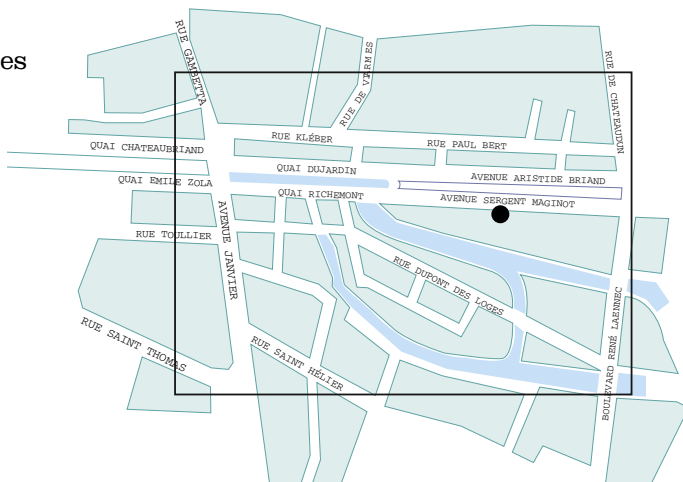 es
RUE GAMBETTA
RUE DE VIARMES
RUE DE CHATEAUDUN
RUE KLÉBER
RUE PAUL BERT
QUAI CHATEAUBRIAND
QUAI DUJARDIN
AVENUE ARISTIDE BRIAND
QUAI EMILE ZOLA
QUAI RICHEMONT
AVENUE SERGENT MAGINOT
RUE TOULLIER
AVENUE JANVIER
RUE DUPONT DES LOGES
RUE SAINT THOMAS
RUE SAINT HÉLIER
BOULEVARD RENÉ LAENNEC